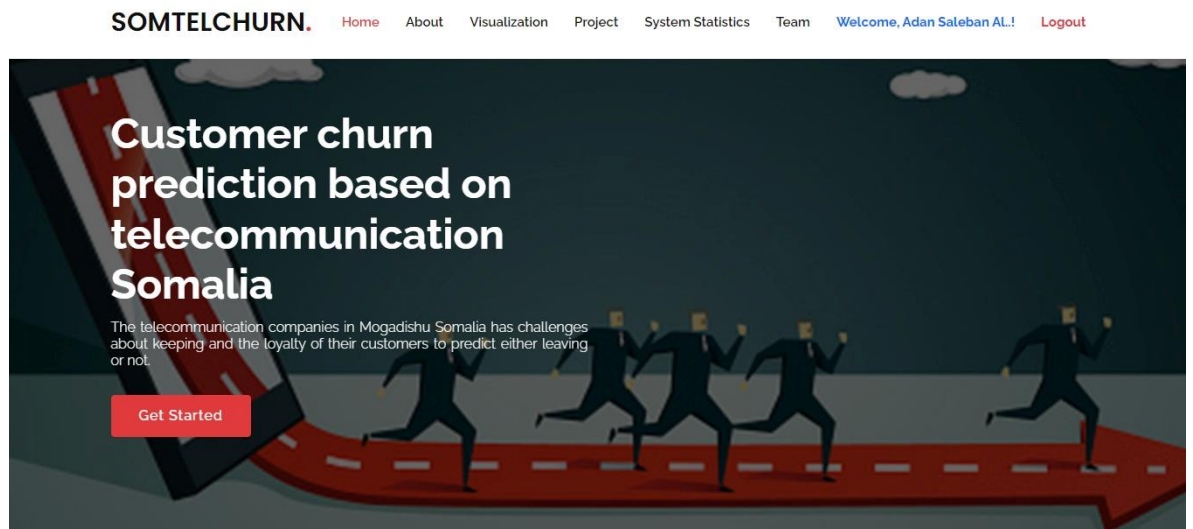 SOMTELCHURN.
Home About Visualization Project System Statistics Team Welcome, Adan Saleban Al..! Logout
Customer churn
prediction based on
telecommunication
Somalia
The telecommunication companies in Mogadishu Somalia has challenges
about keeping and the loyalty of their customers to predict either leaving
or not.
Get Started